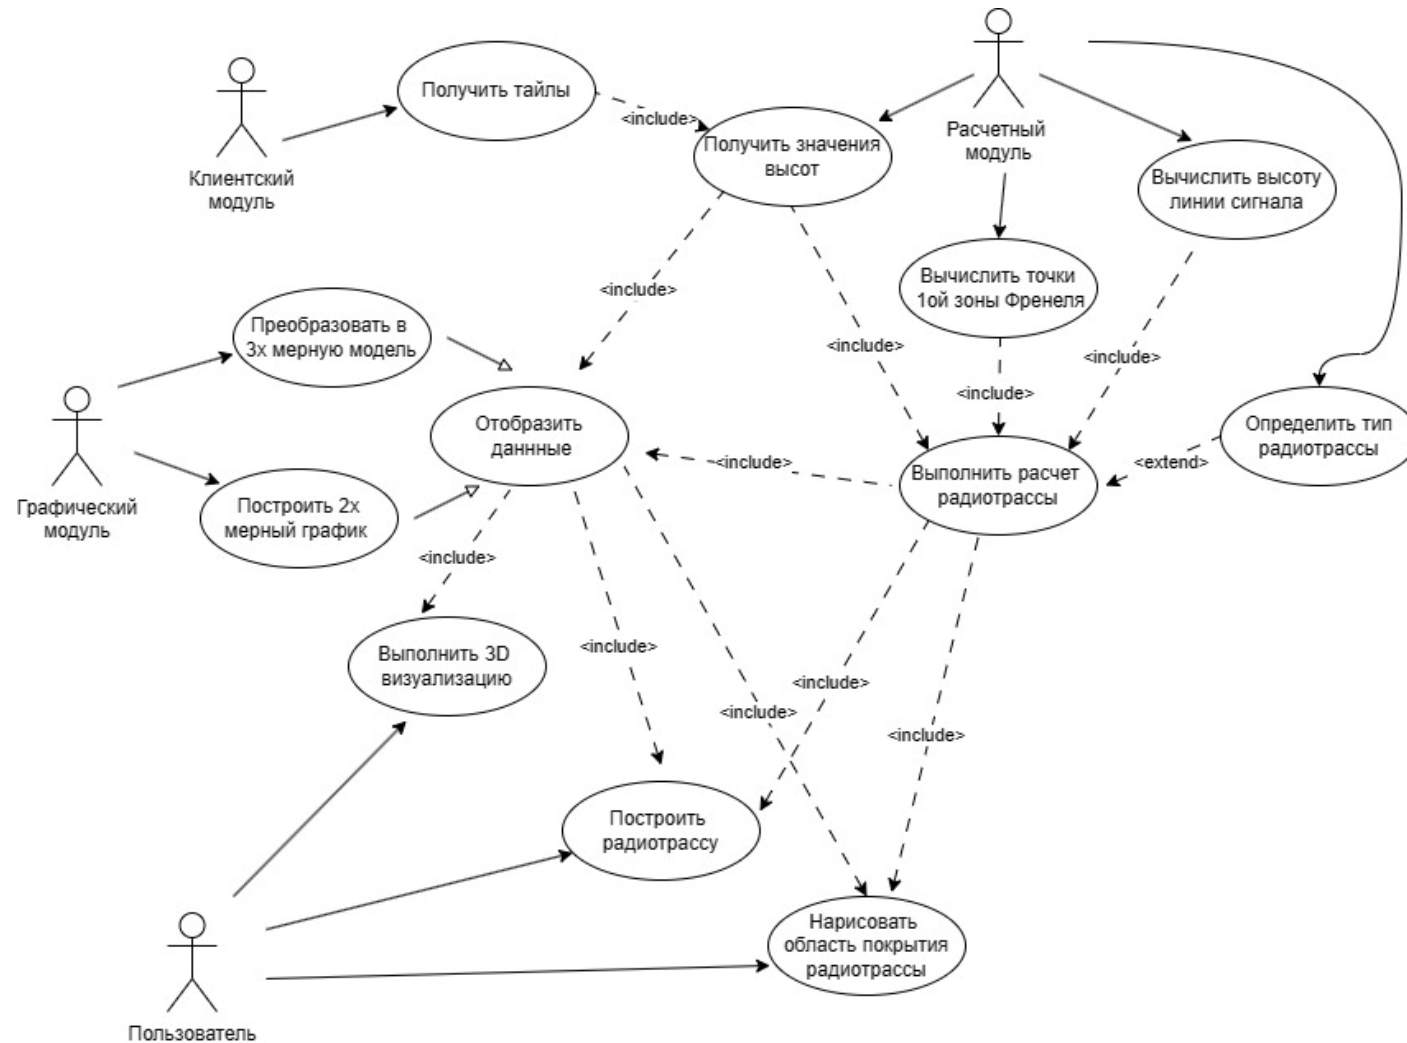 Получить тайлы
<include>
Клиентский
модуль
Получить значения
высот
Расчетный
модуль
Вычислить высоту
линии сигнала
Вычислить точки
1ой зоны Френеля
<include>
<include>
<include>
<include>
Преобразовать в
3х мерную модель
Отобразить
даннные
Графический
модуль
Построить 2х
мерный график
<include>
Выполнить расчет
радиотрассы
<extend>
Определить тип
радиотрассы
<include>
Выполнить 3D
визуализацию
<include>
<include>
<include>
<include>
Построить
радиотрассу
Нарисовать
область покрытия
радиотрассы
Пользователь